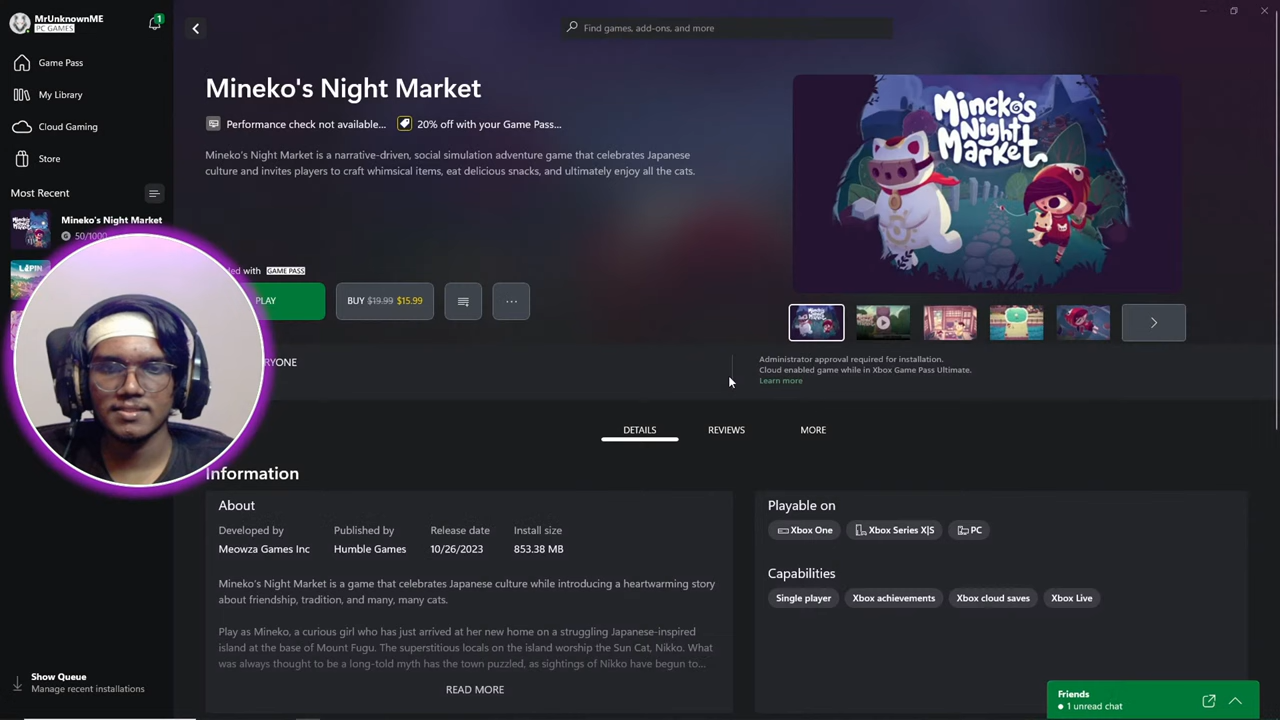 MrUnknownME
PC GAMES
1
Game Pass
My Library
Cloud Gaming
Store
Most Recent
Mineko's Night Market
50/1000
Find games, add-ons, and more
Mineko's Night Market
Performance check not available...
20% off with your Game Pass...
Mineko's Night Market is a narrative-driven, social simulation adventure game that celebrates Japanese
culture and invites players to craft whimsical items, eat delicious snacks, and ultimately enjoy all the cats.
with GAME PASS
PLAY
BUY $19.99 $15.99
Mineko's
Night
Market
Administrator approval required for installation.
Cloud enabled game while in Xbox Game Pass Ultimate.
Learn more
DETAILS
REVIEWS
MORE
Information
About
Developed by
Meowza Games Inc
Published by
Humble Games
Release date
10/26/2023
Install size
853.38 MB
Mineko's Night Market is a game that celebrates Japanese culture while introducing a heartwarming story
about friendship, tradition, and many, many cats.
Play as Mineko, a curious girl who has just arrived at her new home on a struggling Japanese-inspired
island at the base of Mount Fugu. The superstitious locals on the island worship the Sun Cat, Nikko. What
was always thought to be a long-told myth has the town puzzled, as sightings of Nikko have begun to...
READ MORE
Playable on
Xbox One
Xbox Series X|S
PC
Capabilities
Single player
Xbox achievements
Xbox cloud saves
Xbox Live
Show Queue
Manage recent installations
Friends
1 unread chat